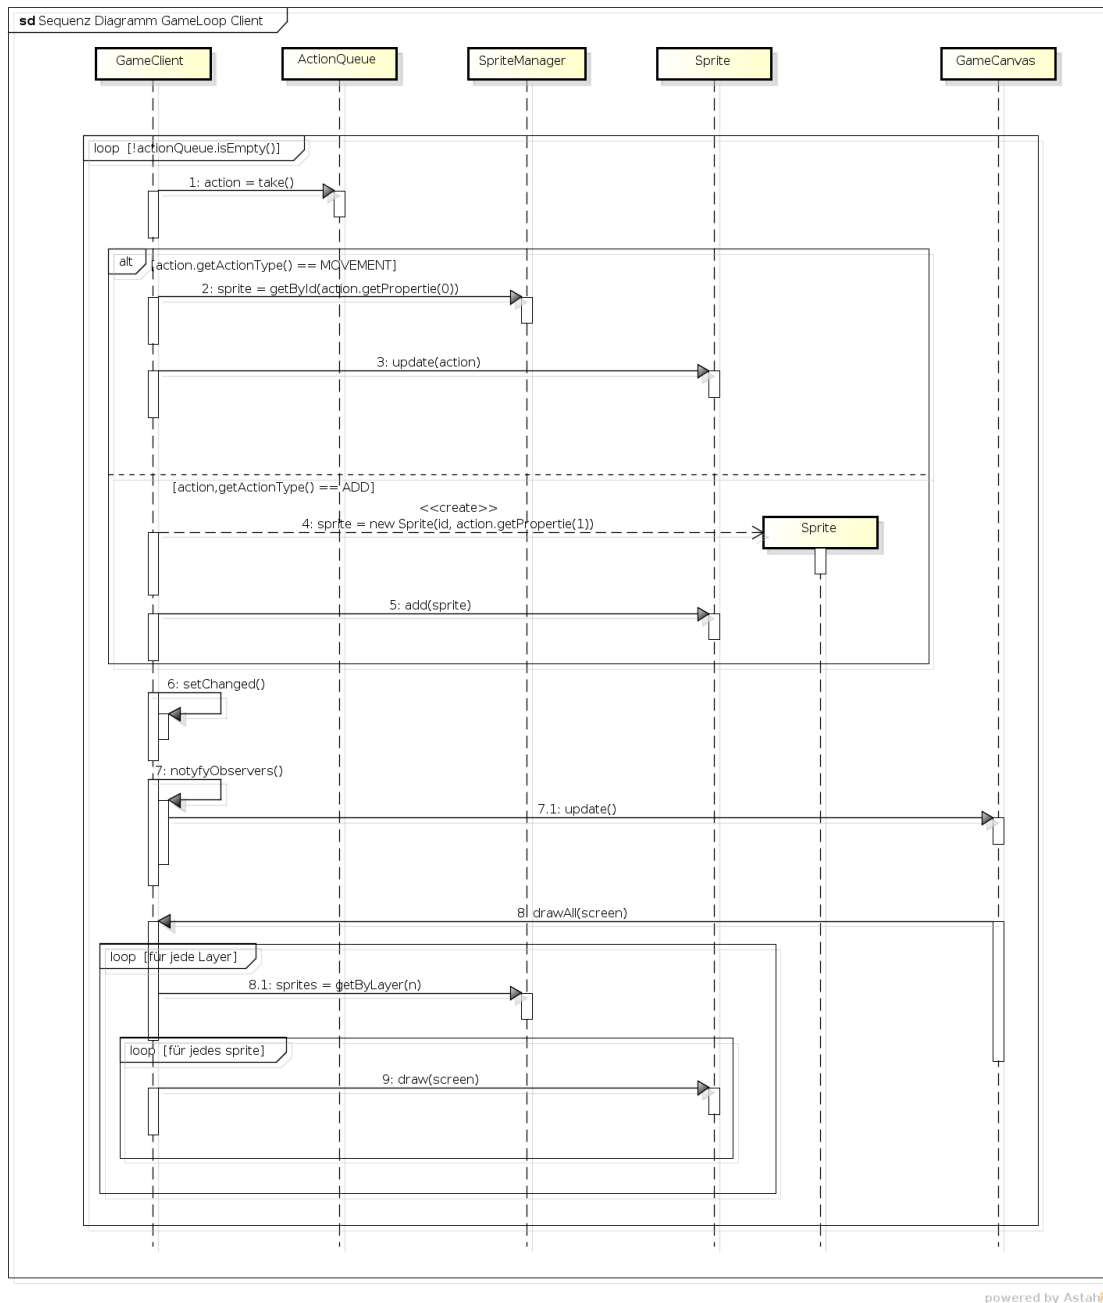 sd Sequenz Diagramm GameLoop Client
GameClient
ActionQueue
SpriteManager
Sprite
GameCanvas
loop [!actionQueue.isEmpty()]
1: action = take()
alt
[action.getActionType() == MOVEMENT]
2: sprite = getById(action.getPropertie(0))
3: update(action)
[action,getActionType() == ADD]
<<create>>
4: sprite = new Sprite(id, action.getPropertie(1))
Sprite
5: add(sprite)
6: setChanged()
7: notyfyObservers()
7.1: update()
8: drawAll(screen)
loop [für jede Layer]
8.1: sprites = getByLayer(n)
loop [für jedes sprite]
9: draw(screen)
powered by Astah